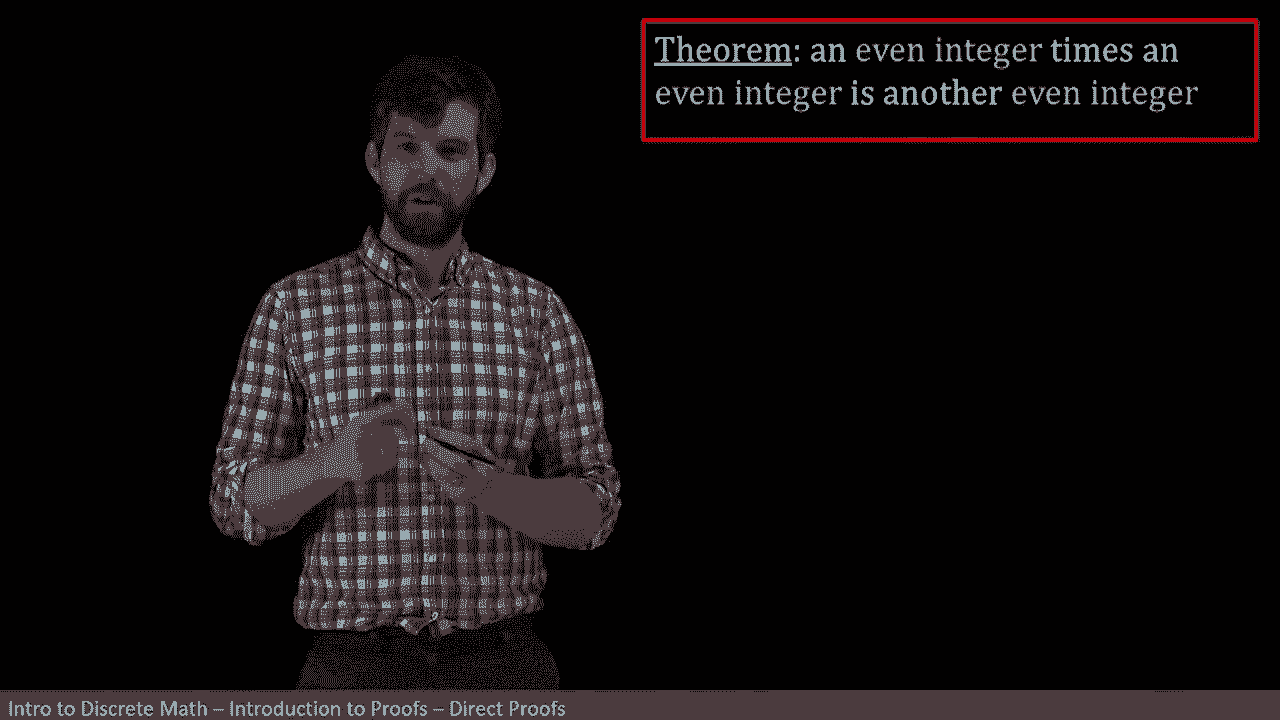 Theorem: an even integer times an
even integer is another even integer
Intro to Discrete Math – Introduction to Proofs – Direct Proofs